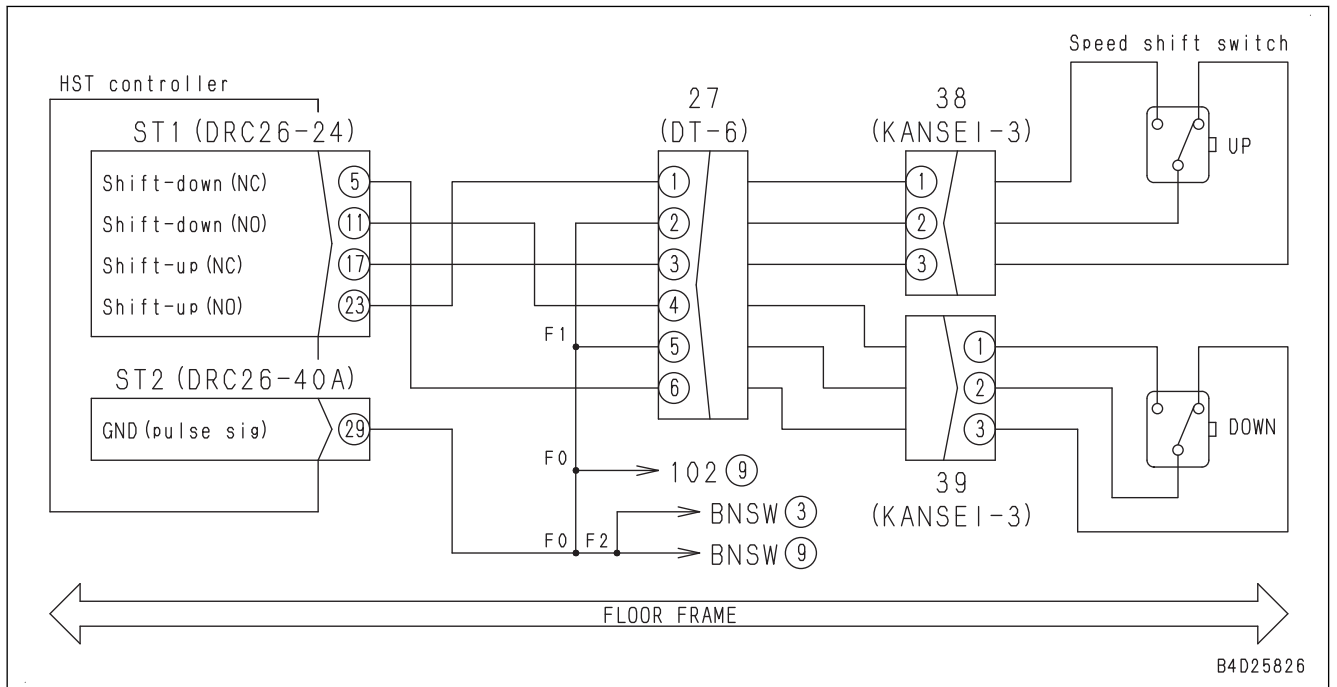 Speed shift switch
HST controller
ST1 (DRC26-24)
27
(DT-6)
38
(KANSEI-3)
Shift-down (NC) 5
Shift-down (NO) 11
Shift-up (NC) 17
Shift-up (NO) 23
1
2
3
4
5
6
1
2
3
UP
F1
ST2 (DRC26-40A)
GND (pulse sig) 29
1
2
3
DOWN
39
(KANSEI-3)
F0
102 9
BNSW 3
F0 F2
BNSW 9
FLOOR FRAME
B4D25826